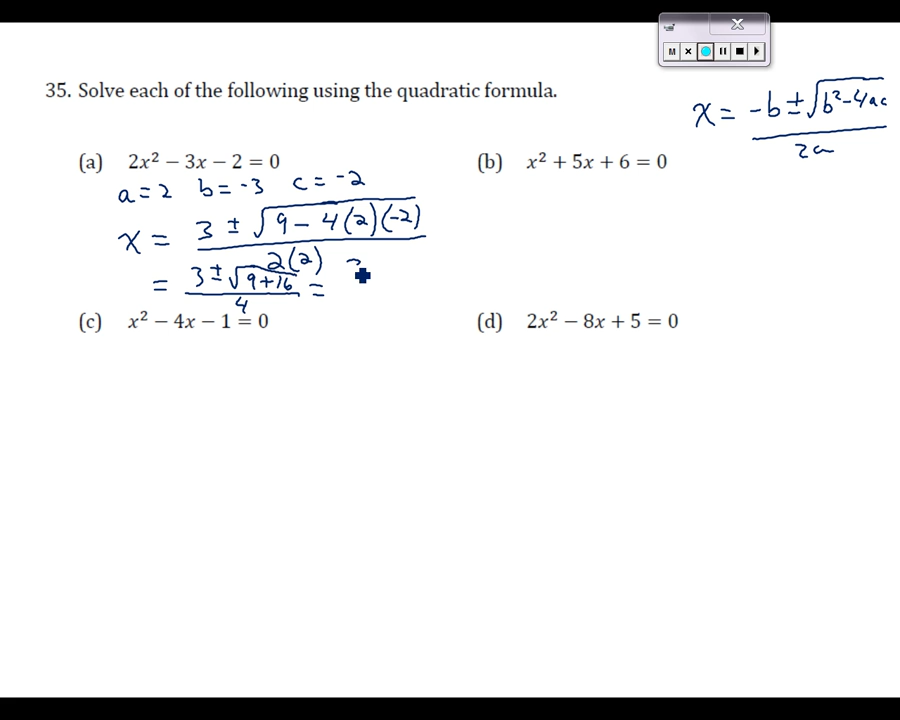 M
35. Solve each of the following using the quadratic formula.
x = -b ± √b²-4ac
2a
(a) 2x² − 3x − 2 = 0
(b) x² + 5x + 6 = 0
a = 2 b = -3 c = -2
x = 3 ± √9 - 4(2)(-2)
2(2)
= 3 ± √9+16 =
4
(c) x² − 4x − 1 = 0
(d) 2x² − 8x + 5 = 0